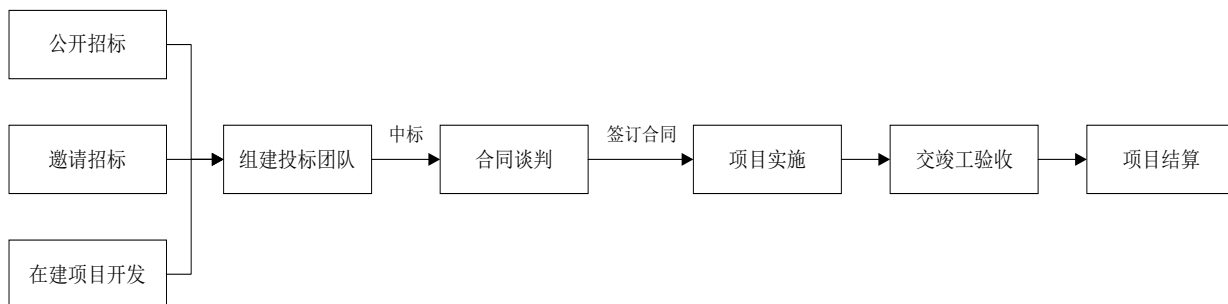 公开招标
邀请招标
在建项目开发
组建投标团队
中标
合同谈判
签订合同
项目实施
交竣工验收
项目结算